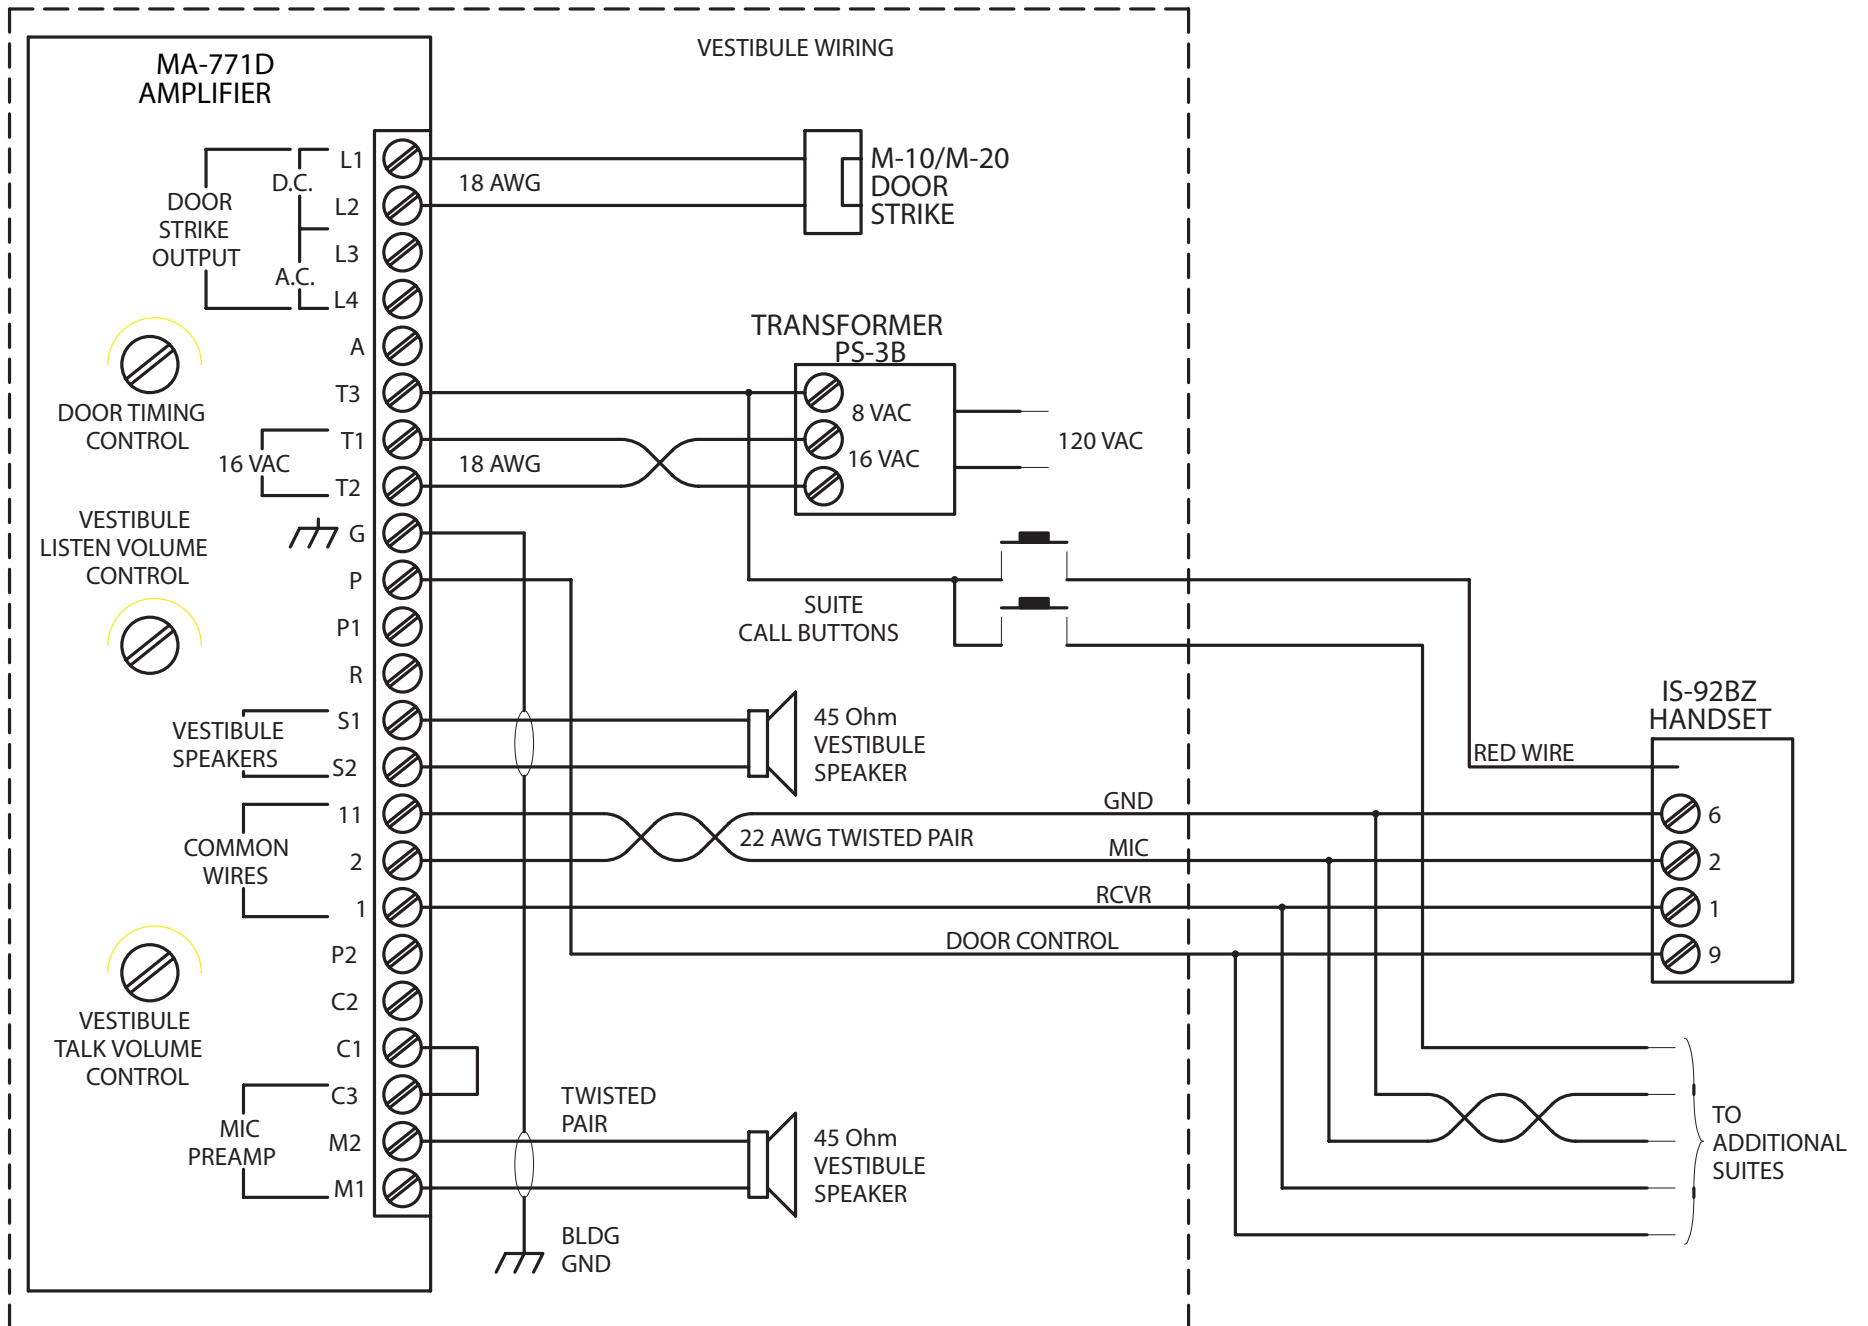 VESTIBULE WIRING
MA-771D
AMPLIFIER
L1
L2
L3
L4
A
T3
T1
T2
G
P
P1
R
S1
S2
11
2
1
P2
C2
C1
C3
M2
M1
D.C.
A.C.
DOOR
STRIKE
OUTPUT
DOOR TIMING
CONTROL
16 VAC
VESTIBULE
LISTEN VOLUME
CONTROL
VESTIBULE
SPEAKERS
COMMON
WIRES
VESTIBULE
TALK VOLUME
CONTROL
MIC
PREAMP
18 AWG
M-10/M-20
DOOR
STRIKE
TRANSFORMER
PS-3B
8 VAC
16 VAC
120 VAC
18 AWG
SUITE
CALL BUTTONS
45 Ohm
VESTIBULE
SPEAKER
GND
22 AWG TWISTED PAIR
MIC
RCVR
DOOR CONTROL
TWISTED
PAIR
45 Ohm
VESTIBULE
SPEAKER
BLDG
GND
IS-92BZ
HANDSET
RED WIRE
6
2
1
9
TO
ADDITIONAL
SUITES